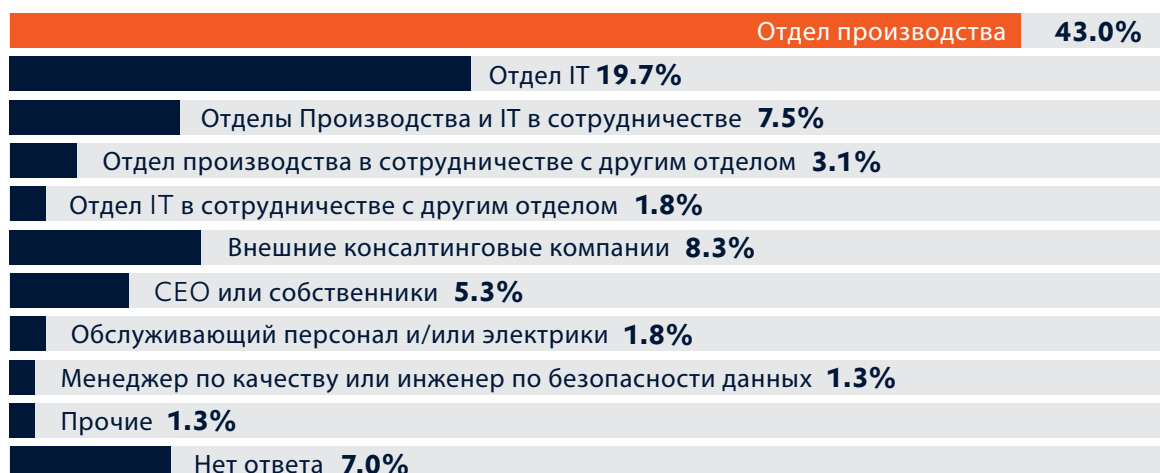 Отдел производства 43.0%
Отдел IT 19.7%
Отделы Производства и IT в сотрудничестве 7.5%
Отдел производства в сотрудничестве с другим отделом 3.1%
Отдел IT в сотрудничестве с другим отделом 1.8%
Внешние консалтинговые компании 8.3%
CEO или собственники 5.3%
Обслуживающий персонал и/или электрики 1.8%
Менеджер по качеству или инженер по безопасности данных 1.3%
Прочие 1.3%
Нет ответа 7.0%